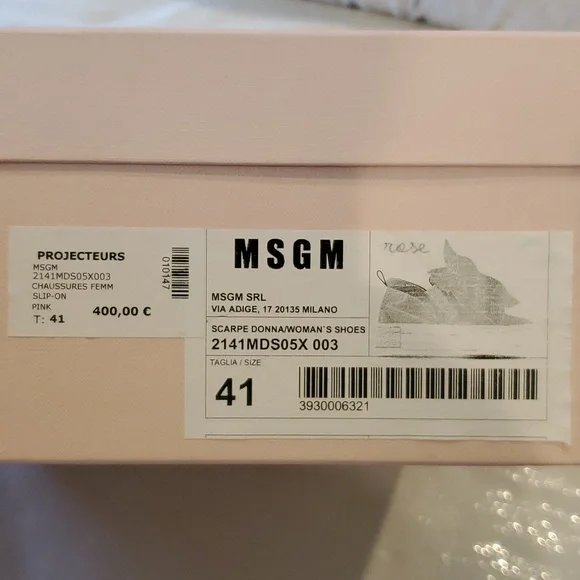 PROJECTEURS
MSGM
2141MDS05X003
CHAUSSURES FEMM
SLIP-ON
PINK
400,00 €
T: 41
010147
MSGM
rose
MSGM SRL
VIA ADIGE, 17 20135 MILANO
SCARPE DONNA/WOMAN`S SHOES
2141MDS05X 003
TAGLIA / SIZE
41
3930006321